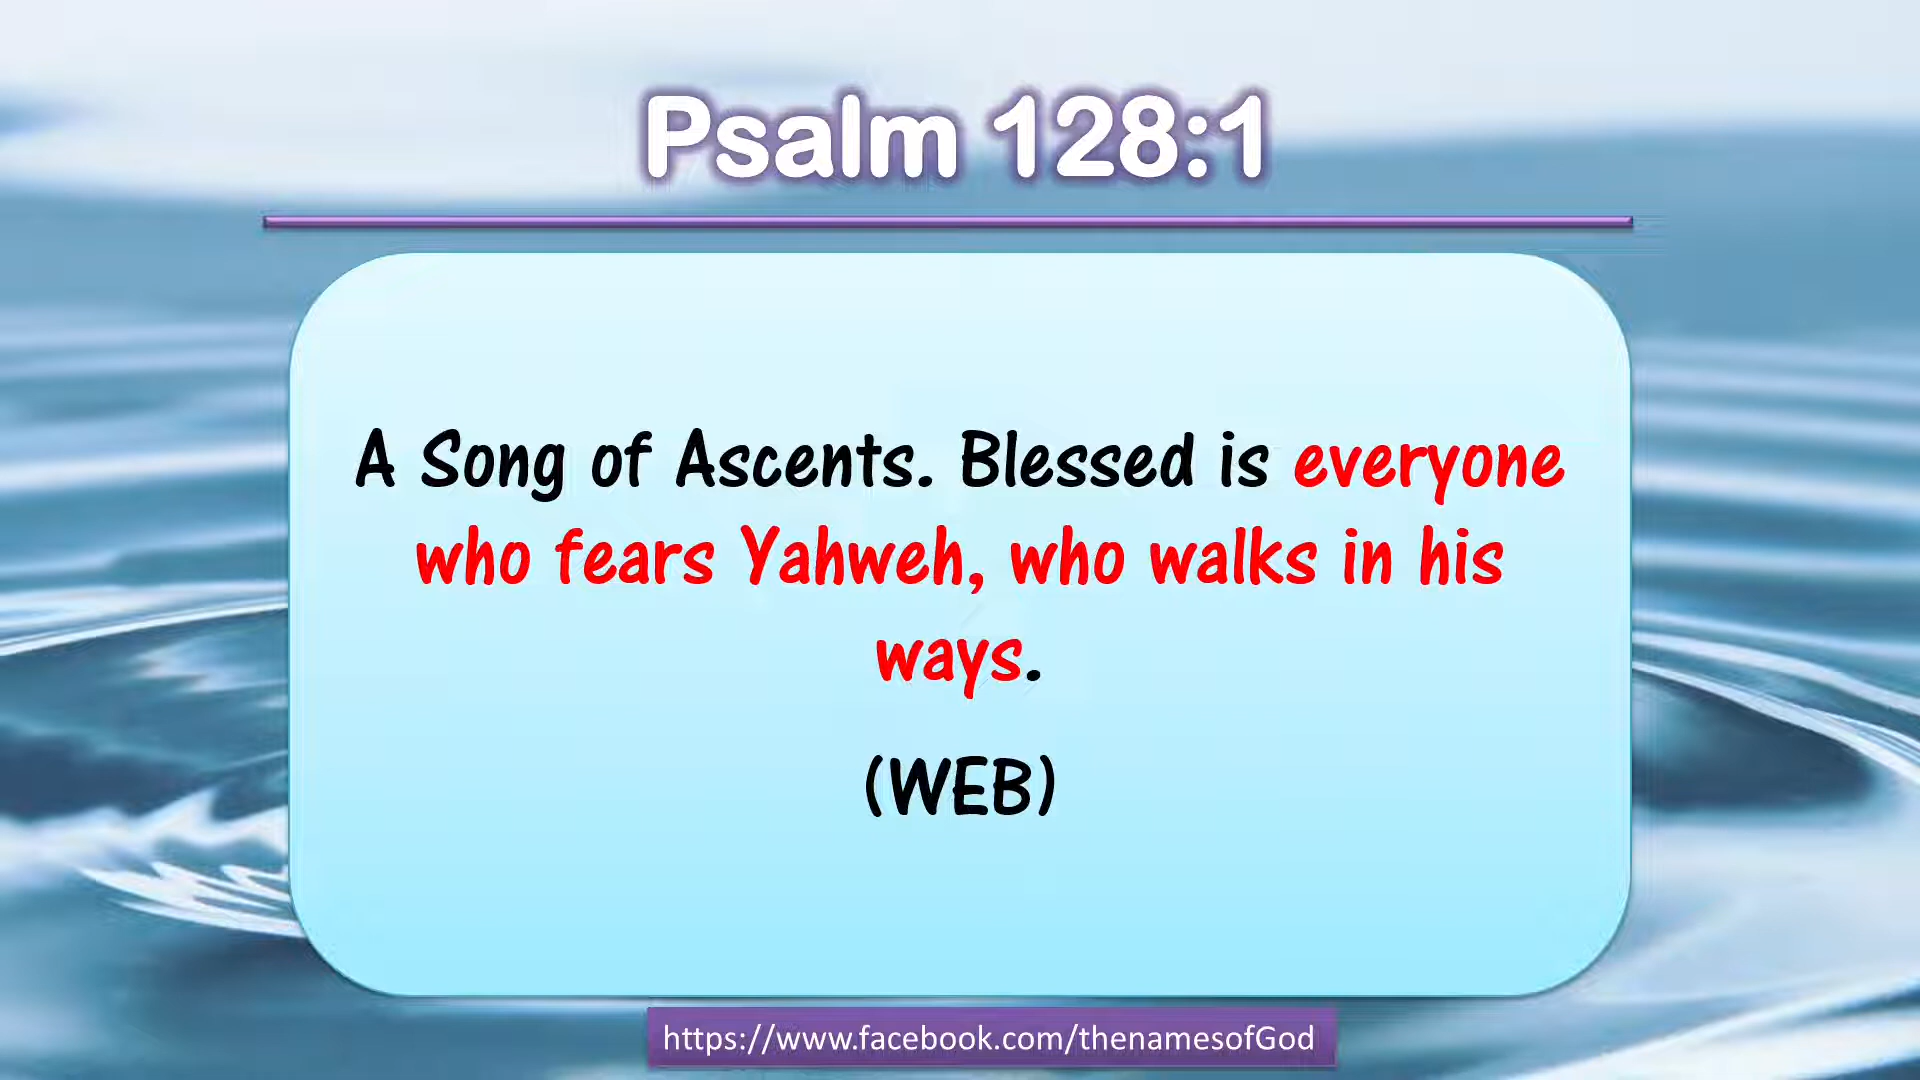 Psalm 128:1
A Song of Ascents. Blessed is everyone
who fears Yahweh, who walks in his
ways.
(WEB)
https://www.facebook.com/thenamesofGod